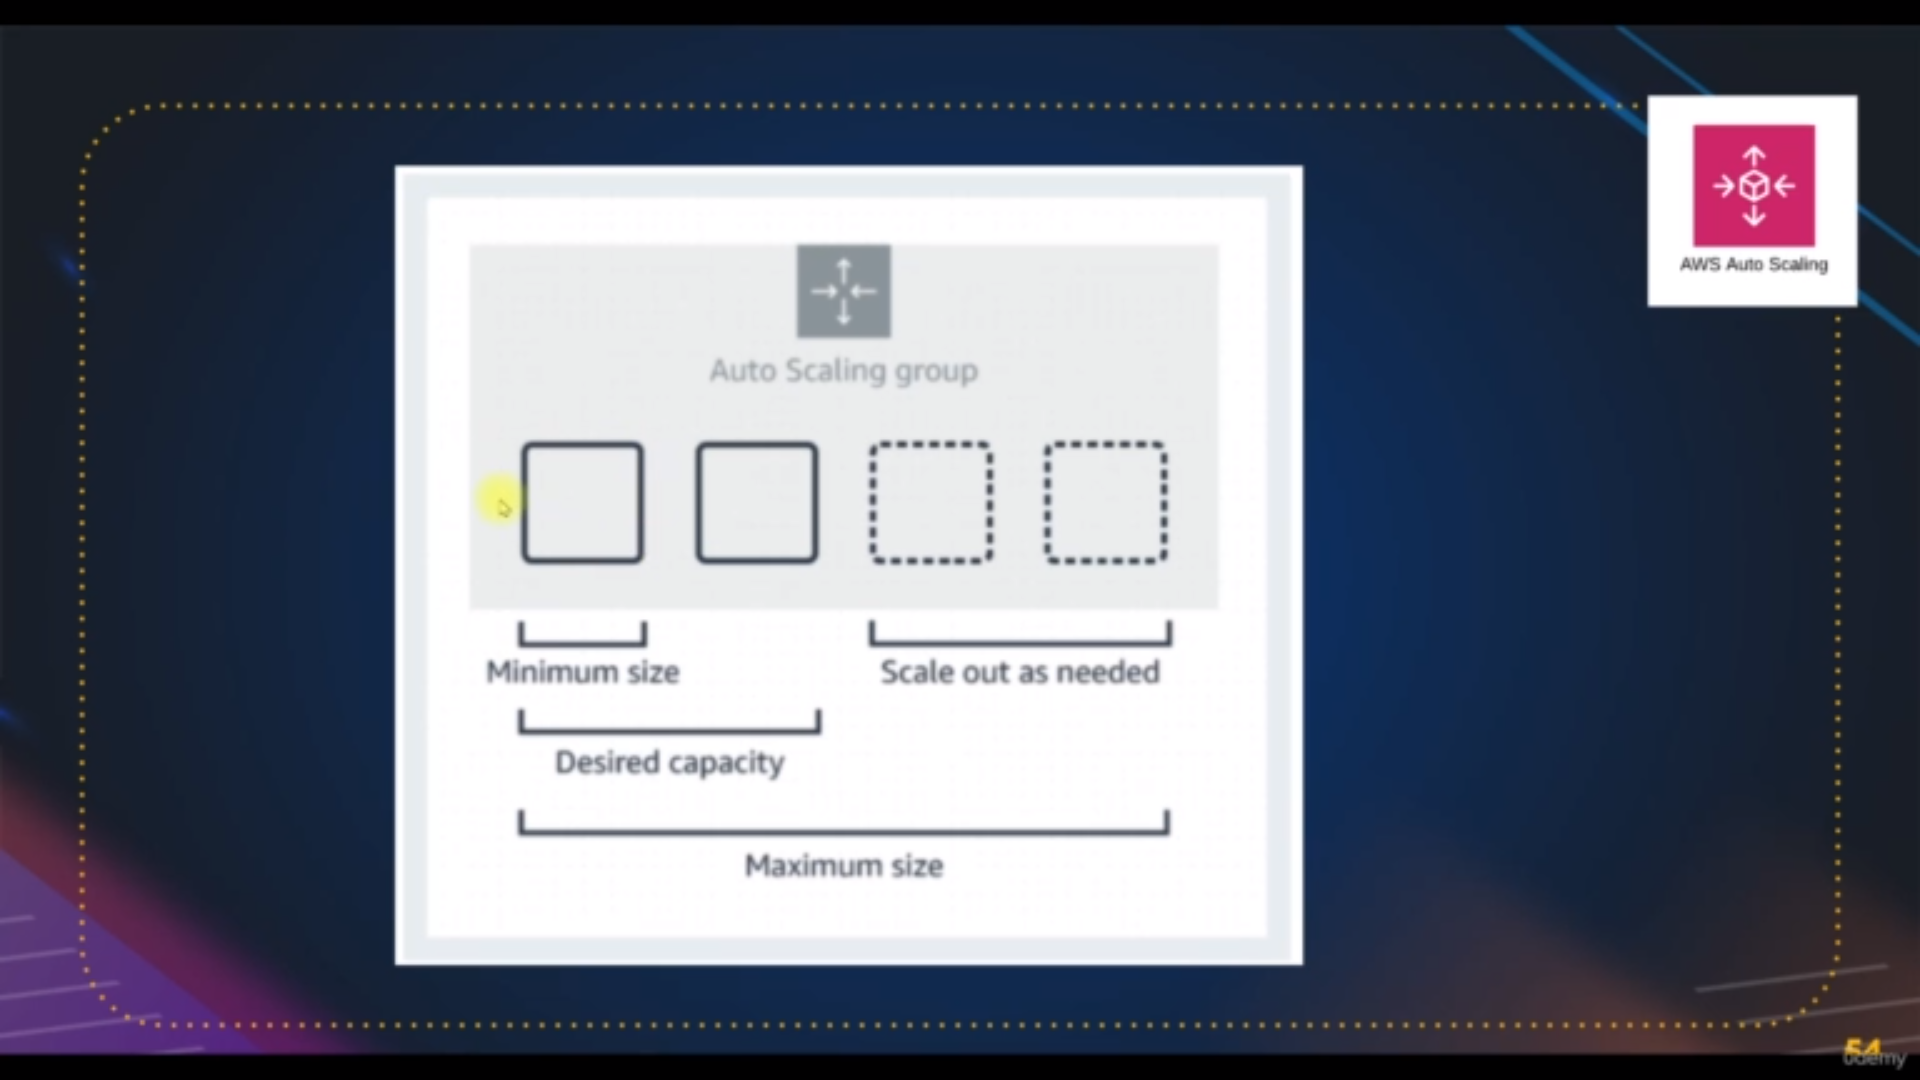 AWS Auto Scaling
Auto Scaling group
Minimum size
Scale out as needed
Desired capacity
Maximum size
54
udemy